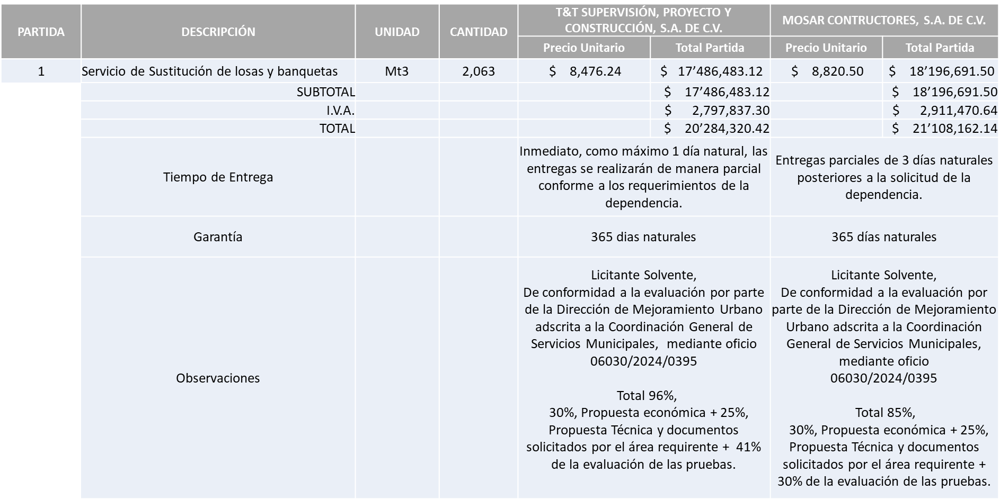 PARTIDA
DESCRIPCIÓN
UNIDAD
CANTIDAD
T&T SUPERVISIÓN, PROYECTO Y
CONSTRUCCIÓN, S.A. DE C.V.
MOSAR CONTRUCTORES, S.A. DE C.V.
Precio Unitario
Total Partida
Precio Unitario
Total Partida
1
Servicio de Sustitución de losas y banquetas
Mt3
2,063
$ 8,476.24
$ 17’486,483.12
$ 8,820.50
$ 18’196,691.50
SUBTOTAL
$ 17’486,483.12
$ 18’196,691.50
I.V.A.
$ 2,797,837.30
$ 2,911,470.64
TOTAL
$ 20’284,320.42
$ 21’108,162.14
Tiempo de Entrega
Inmediato, como máximo 1 día natural, las
entregas se realizarán de manera parcial
conforme a los requerimientos de la
dependencia.
Entregas parciales de 3 días naturales
posteriores a la solicitud de la
dependencia.
Garantía
365 dias naturales
365 días naturales
Observaciones
Licitante Solvente,
De conformidad a la evaluación por parte
de la Dirección de Mejoramiento Urbano
adscrita a la Coordinación General de
Servicios Municipales, mediante oficio
06030/2024/0395
Total 96%,
30%, Propuesta económica + 25%,
Propuesta Técnica y documentos
solicitados por el área requirente + 41%
de la evaluación de las pruebas.
Licitante Solvente,
De conformidad a la evaluación por
parte de la Dirección de Mejoramiento
Urbano adscrita a la Coordinación
General de Servicios Municipales,
mediante oficio
06030/2024/0395
Total 85%,
30%, Propuesta económica + 25%,
Propuesta Técnica y documentos
solicitados por el área requirente +
30% de la evaluación de las pruebas.